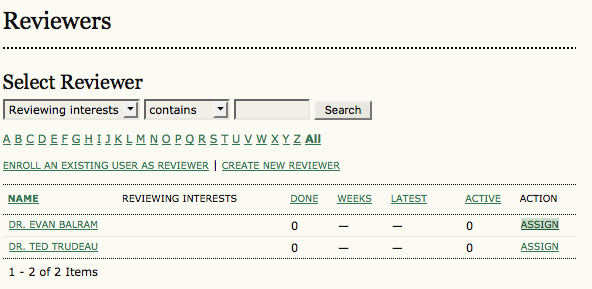 Reviewers
Select Reviewer
Reviewing interests contains Search
A B C D E F G H I J K L M N O P Q R S T U V W X Y Z All
ENROLL AN EXISTING USER AS REVIEWER | CREATE NEW REVIEWER
NAME REVIEWING INTERESTS DONE WEEKS LATEST ACTIVE ACTION
DR. EVAN BALRAM 0 — — 0 ASSIGN
DR. TED TRUDEAU 0 — — 0 ASSIGN
1 - 2 of 2 Items